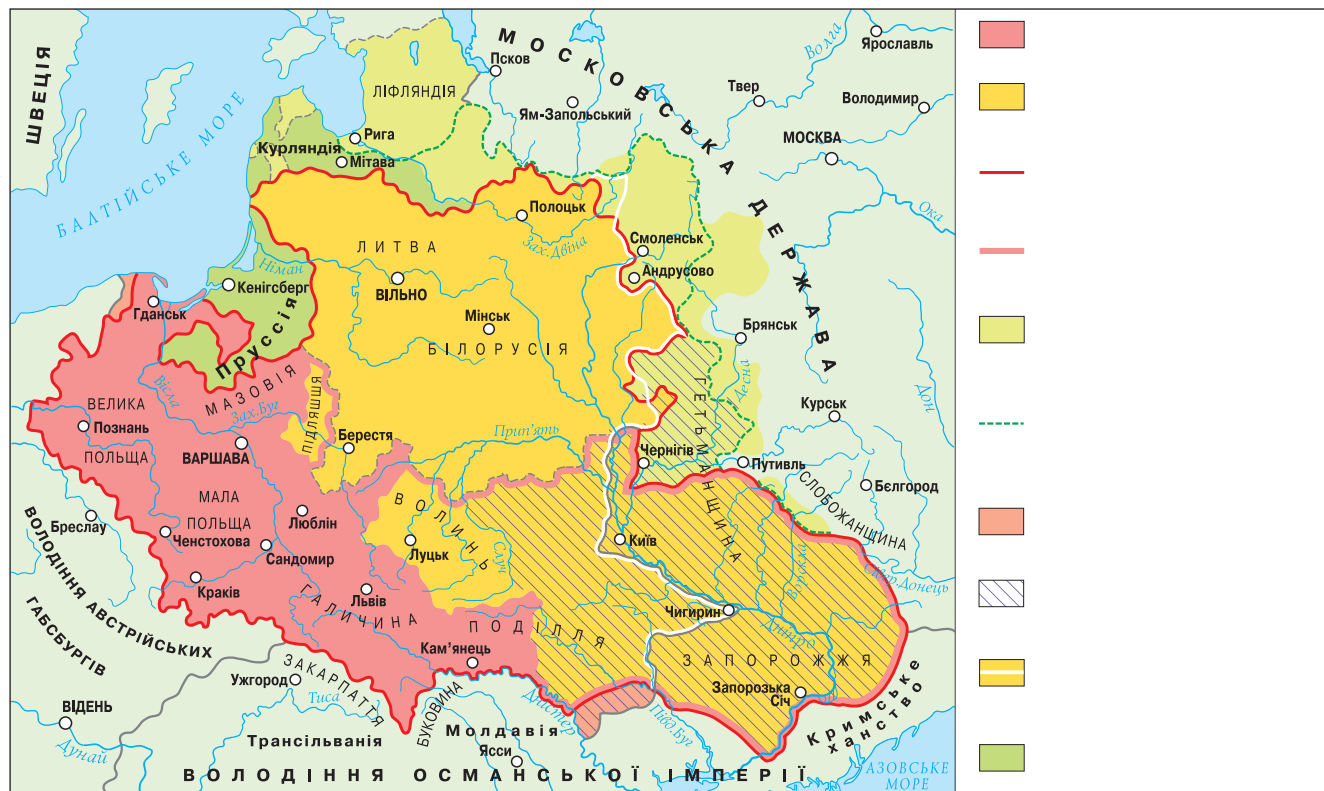 ШВЕЦІЯ
БАЛТІЙСЬКЕ МОРЕ
МОСКОВСЬКА ДЕРЖАВА
Псков
Ям-Запольський
Волга
Ярославль
Твер
Володимир
МОСКВА
Ока
ЛІФЛЯНДІЯ
Рига
Курляндія
Мітава
Полоцьк
Зах. Двіна
ЛИТВА
Смоленськ
Андрусово
Німан
ВІЛЬНО
Кенігсберг
Гданськ
Пруссія
Мінськ
БІЛОРУСІЯ
Брянськ
Десна
Дон
Вісла
МАЗОВІЯ
Зах. Буг
ПІДЛЯШШЯ
ВЕЛИКА
ПОЛЬЩА
Познань
ВАРШАВА
Берестя
Прип'ять
ГЕТЬМАНЩИНА
Курськ
Чернігів
Путивль
СЛОБОЖАНЩИНА
Бєлгород
МАЛА
ПОЛЬЩА
Люблін
ВОЛИНЬ
Луцьк
Случ
Бреслау
Ченстохова
Сандомир
Київ
Ворскла
Сівер. Донець
ВОЛОДІННЯ АВСТРІЙСЬКИХ
ГАБСБУРГІВ
Краків
Львів
ГАЛИЧИНА
ПОДІЛЛЯ
Чигирин
Дніпро
ЗАПОРОЖЖЯ
Кам'янець
ЗАКАРПАТТЯ
Ужгород
Тиса
БУКОВИНА
Дністер
Півд. Буг
Запорозька
Січ
Кримське
ханство
ВІДЕНЬ
Дунай
Трансільванія
Молдавія
Ясси
ВОЛОДІННЯ ОСМАНСЬКОЇ ІМПЕРІЇ
АЗОВСЬКЕ
МОРЕ